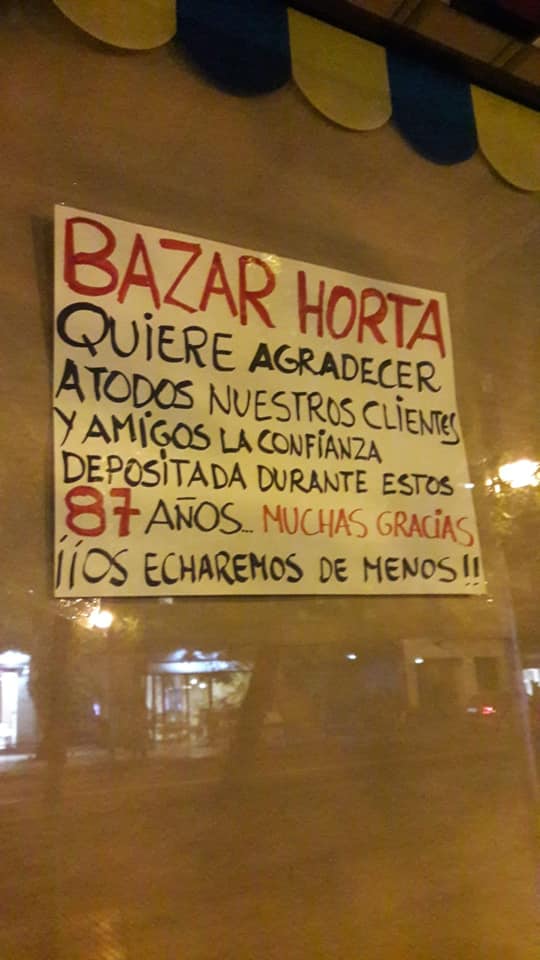 BAZAR HORTA
QUIERE AGRADECER
A TODOS NUESTROS CLIENTES
Y AMIGOS LA CONFIANZA
DEPOSITADA DURANTE ESTOS
87 AÑOS... MUCHAS GRACIAS
¡¡OS ECHAREMOS DE MENOS!!